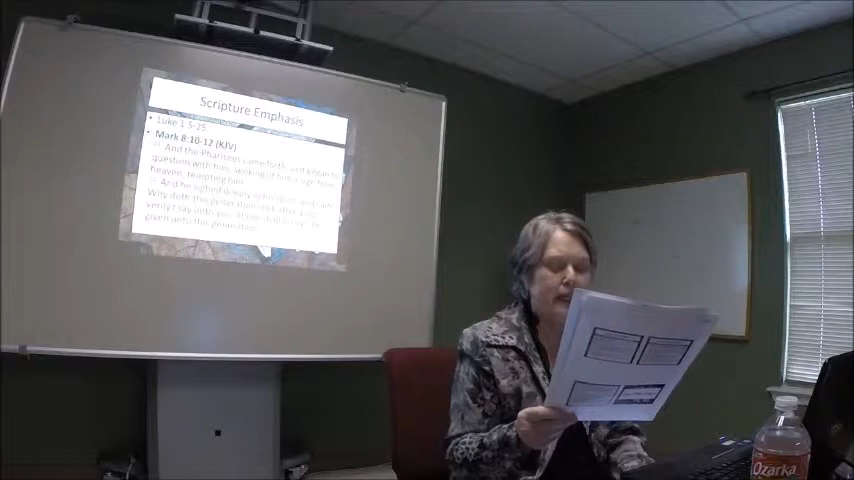 Scripture Emphasis
• Luke 1:5-25
• Mark 8:10-12 (KJV)
And the Pharisees came forth, and began to
question with him, seeking of him a sign from
heaven, tempting him.
And he sighed deeply in his spirit, and saith,
Why doth this generation seek after a sign?
verily I say unto you, There shall no sign be
given unto this generation.
Ozarka